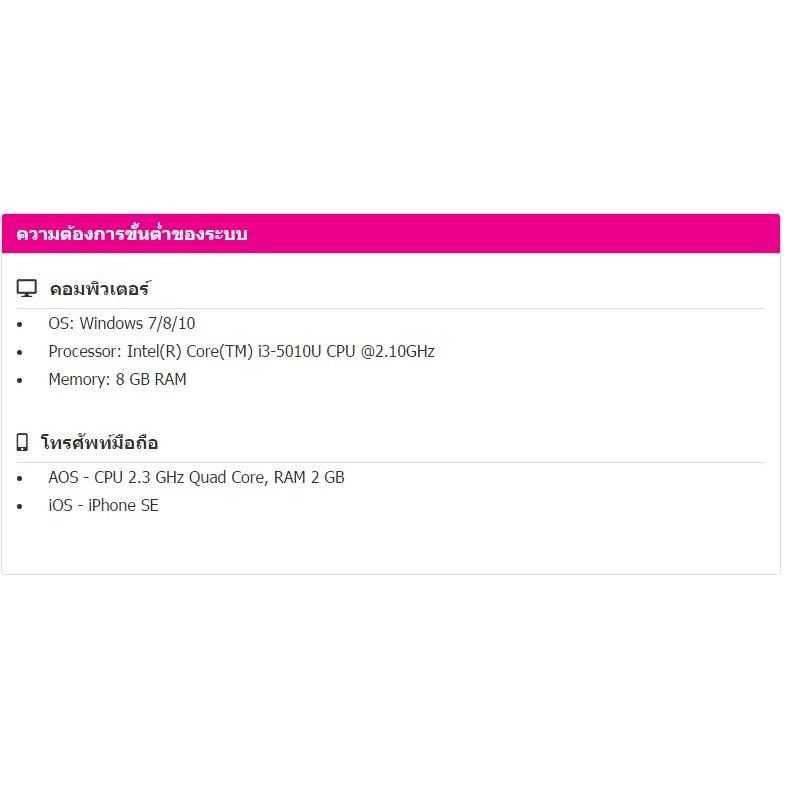 ความต้องการขั้นต่ำของระบบ
คอมพิวเตอร์
• OS: Windows 7/8/10
• Processor: Intel(R) Core(TM) i3-5010U CPU @2.10GHz
• Memory: 8 GB RAM
โทรศัพท์มือถือ
• AOS - CPU 2.3 GHz Quad Core, RAM 2 GB
• iOS - iPhone SE